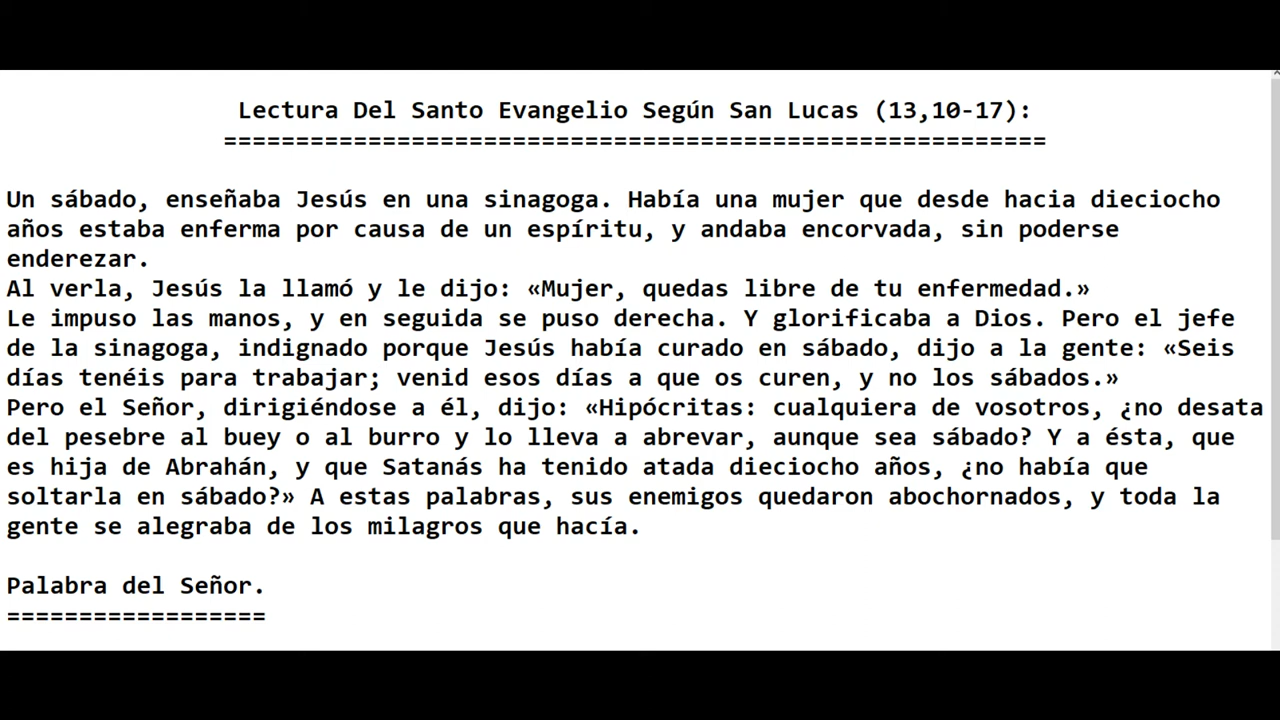 Lectura Del Santo Evangelio Según San Lucas (13,10-17):
=========================================================
Un sábado, enseñaba Jesús en una sinagoga. Había una mujer que desde hacia dieciocho
años estaba enferma por causa de un espíritu, y andaba encorvada, sin poderse
enderezar.
Al verla, Jesús la llamó y le dijo: «Mujer, quedas libre de tu enfermedad.»
Le impuso las manos, y en seguida se puso derecha. Y glorificaba a Dios. Pero el jefe
de la sinagoga, indignado porque Jesús había curado en sábado, dijo a la gente: «Seis
días tenéis para trabajar; venid esos días a que os curen, y no los sábados.»
Pero el Señor, dirigiéndose a él, dijo: «Hipócritas: cualquiera de vosotros, ¿no desata
del pesebre al buey o al burro y lo lleva a abrevar, aunque sea sábado? Y a ésta, que
es hija de Abrahán, y que Satanás ha tenido atada dieciocho años, ¿no había que
soltarla en sábado?» A estas palabras, sus enemigos quedaron abochornados, y toda la
gente se alegraba de los milagros que hacía.
Palabra del Señor.
==================